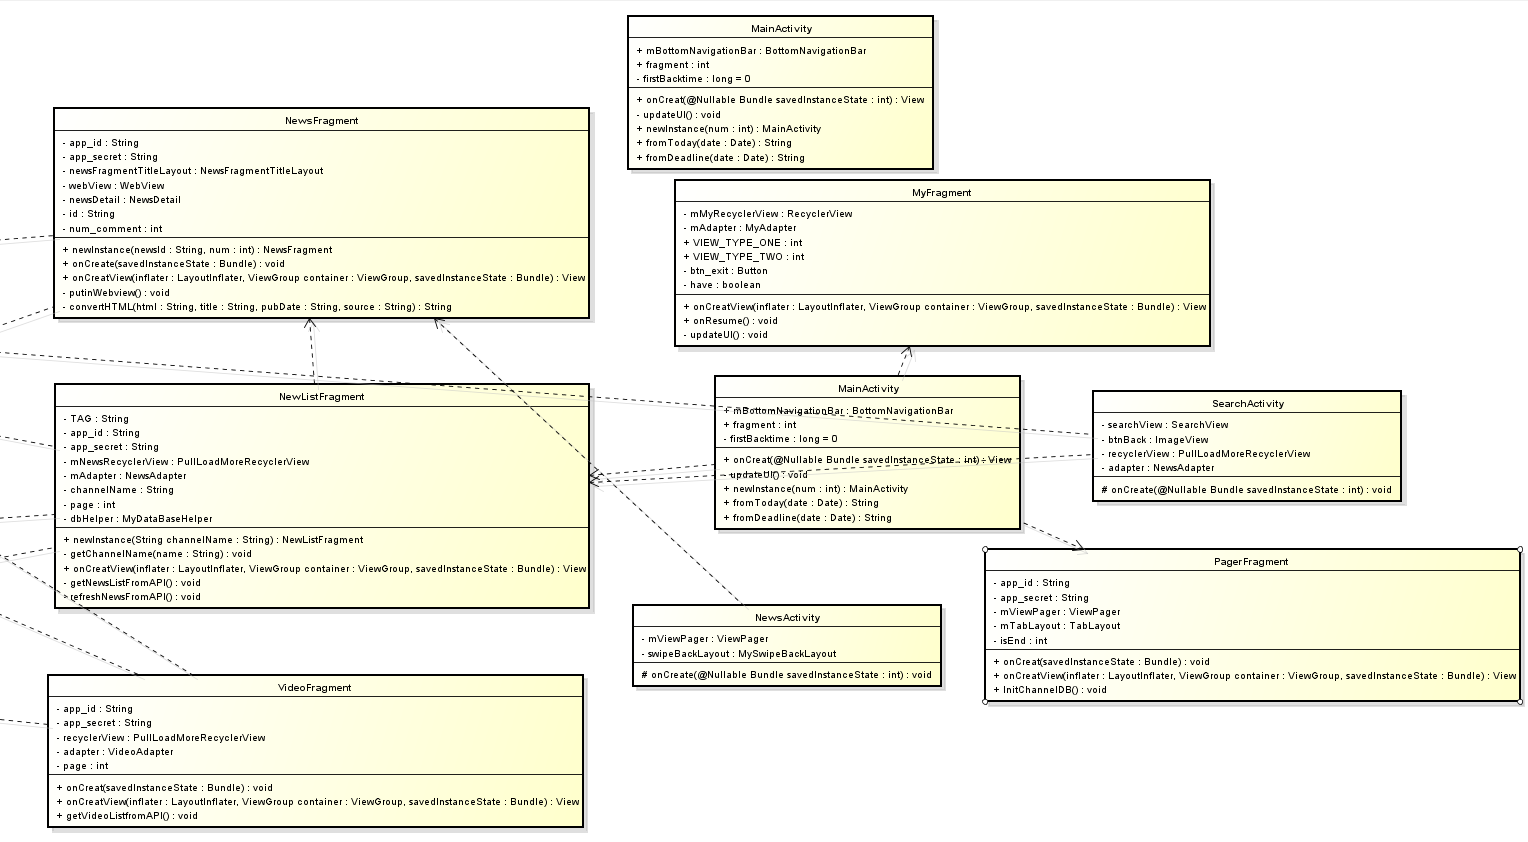 MainActivity
+ mBottomNavigationBar : BottomNavigationBar
+ fragment : int
- firstBacktime : long = 0
+ onCreat(@Nullable Bundle savedInstanceState : int) : View
- updateUI() : void
+ newInstance(num : int) : MainActivity
+ fromToday(date : Date) : String
+ fromDeadline(date : Date) : String
NewsFragment
- app_id : String
- app_secret : String
- newsFragmentTitleLayout : NewsFragmentTitleLayout
- webView : WebView
- newsDetail : NewsDetail
- id : String
- num_comment : int
+ newInstance(newsId : String, num : int) : NewsFragment
+ onCreate(savedInstanceState : Bundle) : void
+ onCreatView(inflater : LayoutInflater, ViewGroup container : ViewGroup, savedInstanceState : Bundle) : View
- putinWebview() : void
- convertHTML(html : String, title : String, pubDate : String, source : String) : String
MyFragment
- mMyRecyclerView : RecyclerView
- mAdapter : MyAdapter
+ VIEW_TYPE_ONE : int
+ VIEW_TYPE_TWO : int
- btn_exit : Button
- have : boolean
+ onCreatView(inflater : LayoutInflater, ViewGroup container : ViewGroup, savedInstanceState : Bundle) : View
+ onResume() : void
- updateUI() : void
NewListFragment
- TAG : String
- app_id : String
- app_secret : String
- mNewsRecyclerView : PullLoadMoreRecyclerView
- mAdapter : NewsAdapter
- channelName : String
- page : int
- dbHelper : MyDataBaseHelper
+ newInstance(String channelName : String) : NewListFragment
- getChannelName(name : String) : void
+ onCreatView(inflater : LayoutInflater, ViewGroup container : ViewGroup, savedInstanceState : Bundle) : View
- getNewsListFromAPI() : void
- refreshNewsFromAPI() : void
MainActivity
+ mBottomNavigationBar : BottomNavigationBar
+ fragment : int
- firstBacktime : long = 0
+ onCreat(@Nullable Bundle savedInstanceState : int) : View
- updateUI() : void
+ newInstance(num : int) : MainActivity
+ fromToday(date : Date) : String
+ fromDeadline(date : Date) : String
SearchActivity
- searchView : SearchView
- btnBack : ImageView
- recyclerView : PullLoadMoreRecyclerView
- adapter : NewsAdapter
# onCreate(@Nullable Bundle savedInstanceState : int) : void
PagerFragment
- app_id : String
- app_secret : String
- mViewPager : ViewPager
- mTabLayout : TabLayout
- isEnd : int
+ onCreat(savedInstanceState : Bundle) : void
+ onCreatView(inflater : LayoutInflater, ViewGroup container : ViewGroup, savedInstanceState : Bundle) : View
+ InitChannelDB() : void
NewsActivity
- mViewPager : ViewPager
- swipeBackLayout : MySwipeBackLayout
# onCreate(@Nullable Bundle savedInstanceState : int) : void
VideoFragment
- app_id : String
- app_secret : String
- recyclerView : PullLoadMoreRecyclerView
- adapter : VideoAdapter
- page : int
+ onCreat(savedInstanceState : Bundle) : void
+ onCreatView(inflater : LayoutInflater, ViewGroup container : ViewGroup, savedInstanceState : Bundle) : View
+ getVideoListfromAPI() : void